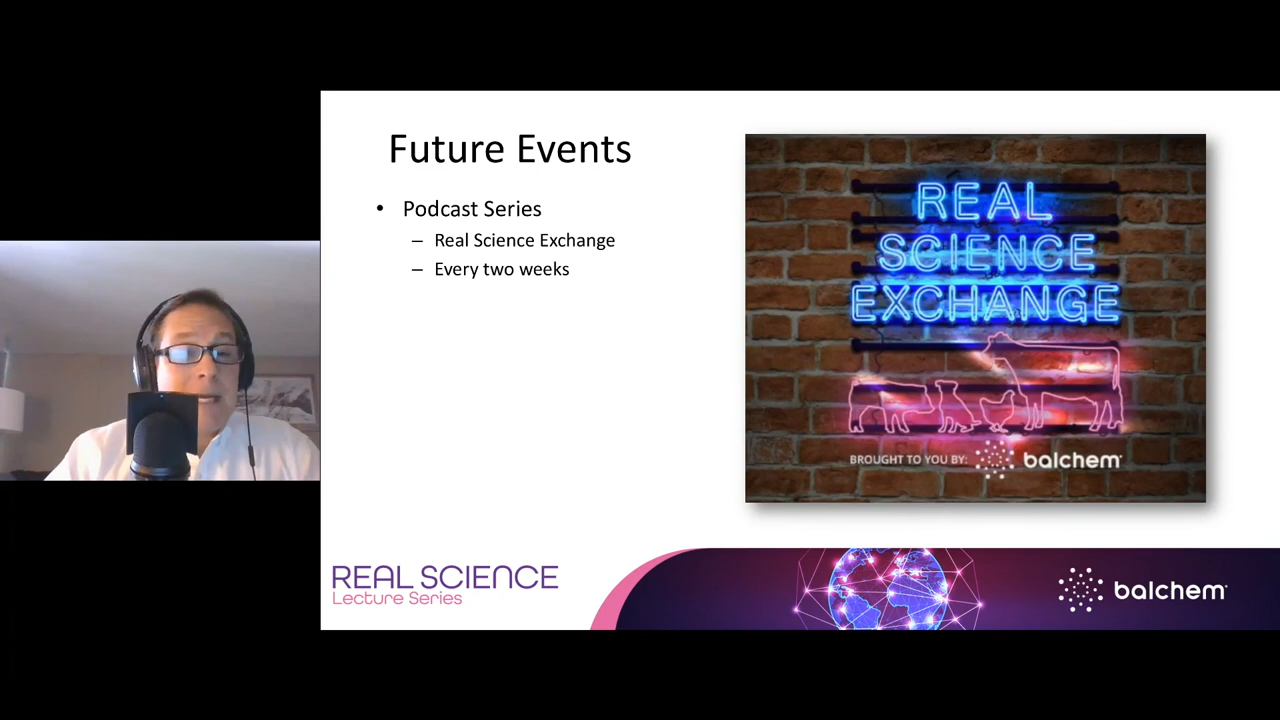 Future Events
• Podcast Series
– Real Science Exchange
– Every two weeks
REAL
SCIENCE
EXCHANGE
BROUGHT TO YOU BY: balchem
REAL SCIENCE
Lecture Series
balchem